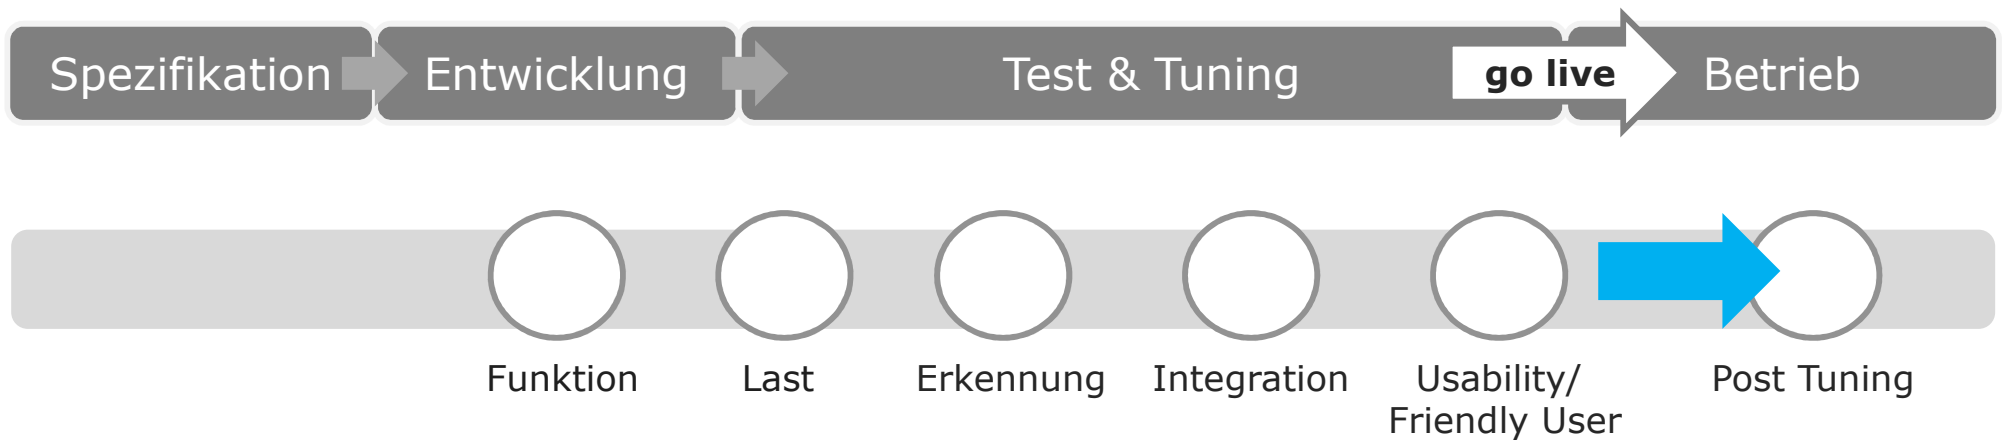 Spezifikation
Entwicklung
Test & Tuning
go live
Betrieb
Funktion
Last
Erkennung
Integration
Usability/
Friendly User
Post Tuning